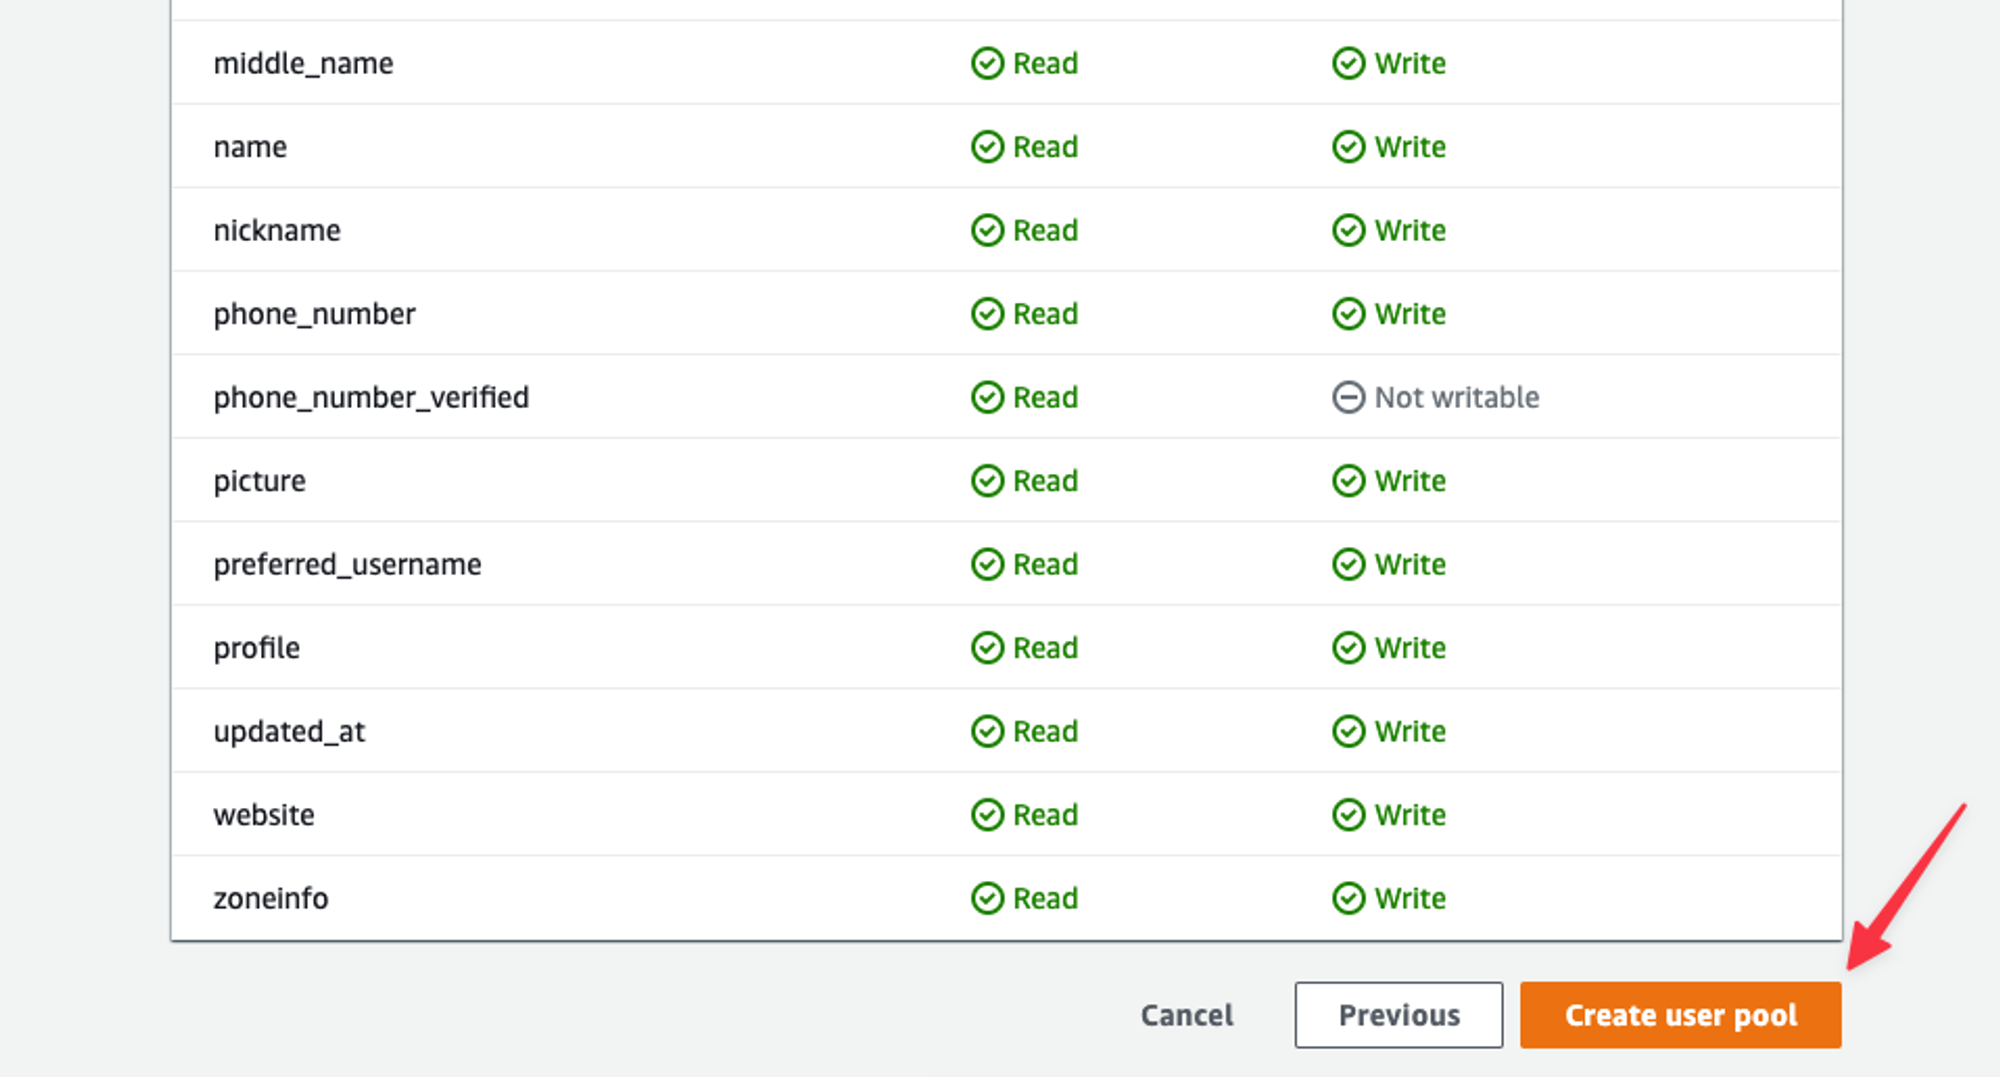 middle_name Read Write
name Read Write
nickname Read Write
phone_number Read Write
phone_number_verified Read Not writable
picture Read Write
preferred_username Read Write
profile Read Write
updated_at Read Write
website Read Write
zoneinfo Read Write
Cancel Previous Create user pool